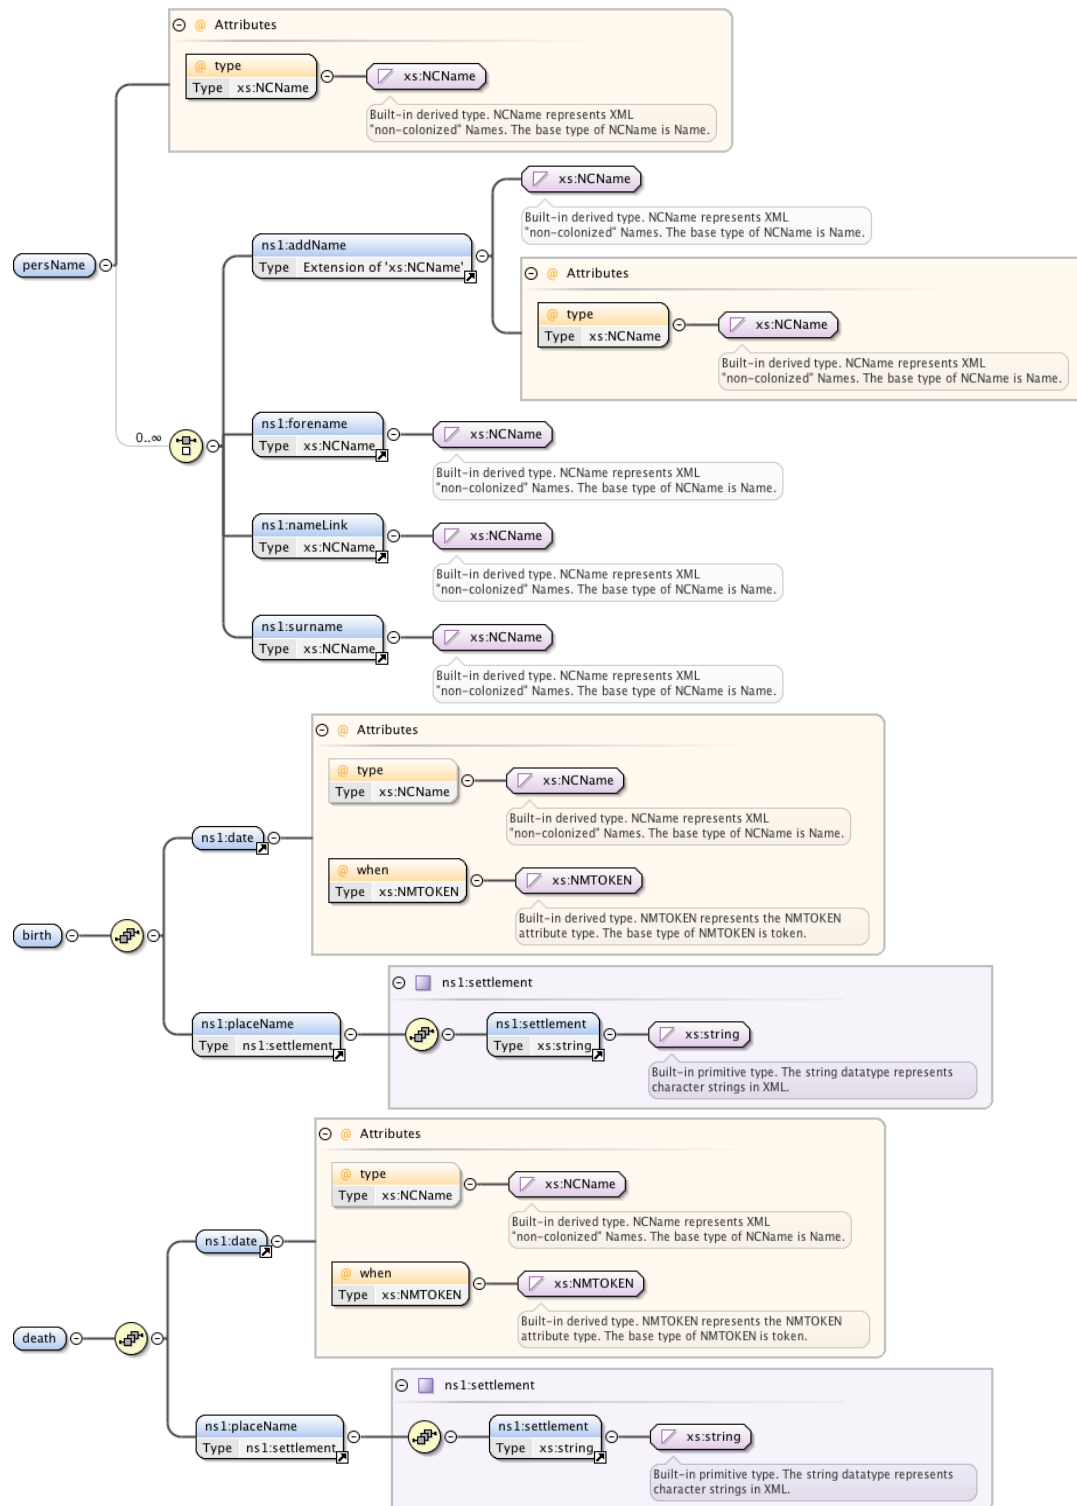 @ Attributes
@ type
Type xs:NCName
xs:NCName
Built-in derived type. NCName represents XML
"non-colonized" Names. The base type of NCName is Name.
persName
0..∞
ns1:addName
Type Extension of 'xs:NCName'
xs:NCName
Built-in derived type. NCName represents XML
"non-colonized" Names. The base type of NCName is Name.
@ Attributes
@ type
Type xs:NCName
xs:NCName
Built-in derived type. NCName represents XML
"non-colonized" Names. The base type of NCName is Name.
ns1:forename
Type xs:NCName
xs:NCName
Built-in derived type. NCName represents XML
"non-colonized" Names. The base type of NCName is Name.
ns1:nameLink
Type xs:NCName
xs:NCName
Built-in derived type. NCName represents XML
"non-colonized" Names. The base type of NCName is Name.
ns1:surname
Type xs:NCName
xs:NCName
Built-in derived type. NCName represents XML
"non-colonized" Names. The base type of NCName is Name.
birth
ns1:date
@ Attributes
@ type
Type xs:NCName
xs:NCName
Built-in derived type. NCName represents XML
"non-colonized" Names. The base type of NCName is Name.
@ when
Type xs:NMTOKEN
xs:NMTOKEN
Built-in derived type. NMTOKEN represents the NMTOKEN
attribute type. The base type of NMTOKEN is token.
ns1:placeName
Type ns1:settlement
ns1:settlement
ns1:settlement
Type xs:string
xs:string
Built-in primitive type. The string datatype represents
character strings in XML.
death
ns1:date
@ Attributes
@ type
Type xs:NCName
xs:NCName
Built-in derived type. NCName represents XML
"non-colonized" Names. The base type of NCName is Name.
@ when
Type xs:NMTOKEN
xs:NMTOKEN
Built-in derived type. NMTOKEN represents the NMTOKEN
attribute type. The base type of NMTOKEN is token.
ns1:placeName
Type ns1:settlement
ns1:settlement
ns1:settlement
Type xs:string
xs:string
Built-in primitive type. The string datatype represents
character strings in XML.